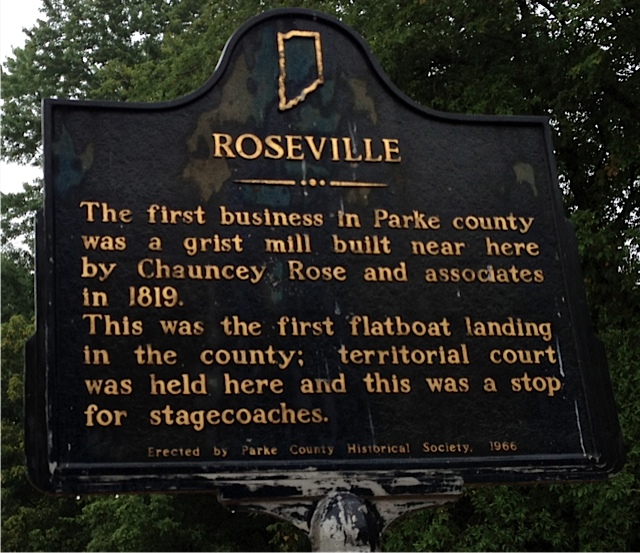 ROSEVILLE
The first business in Parke county
was a grist mill built near here
by Chauncey Rose and associates
in 1819.
This was the first flatboat landing
in the county; territorial court
was held here and this was a stop
for stagecoaches.
Erected by Parke County Historical Society, 1966